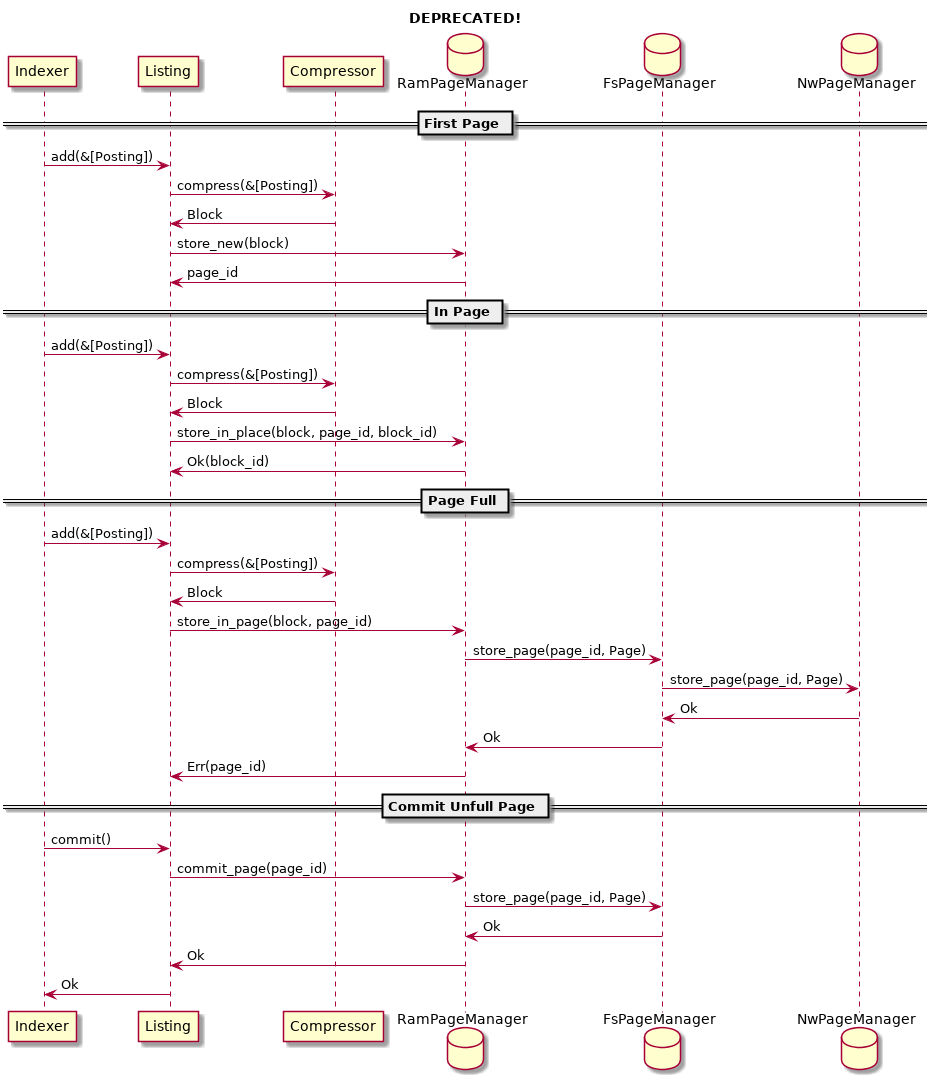 DEPRECATED!
Indexer
Listing
Compressor
RamPageManager
FsPageManager
NwPageManager
First Page
add(&[Posting])
compress(&[Posting])
Block
store_new(block)
page_id
In Page
add(&[Posting])
compress(&[Posting])
Block
store_in_place(block, page_id, block_id)
Ok(block_id)
Page Full
add(&[Posting])
compress(&[Posting])
Block
store_in_page(block, page_id)
store_page(page_id, Page)
store_page(page_id, Page)
Ok
Ok
Err(page_id)
Commit Unfull Page
commit()
commit_page(page_id)
store_page(page_id, Page)
Ok
Ok
Ok
Indexer
Listing
Compressor
RamPageManager
FsPageManager
NwPageManager